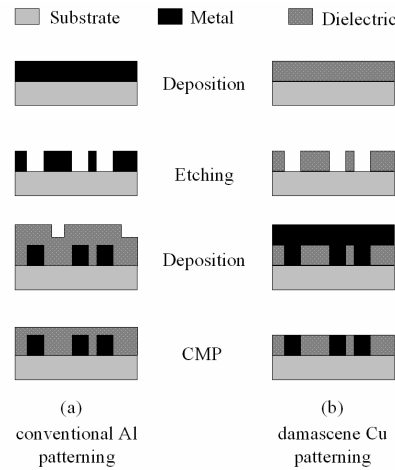 Substrate Metal Dielectric
Deposition
Etching
Deposition
CMP
(a) (b)
conventional Al damascene Cu
patterning patterning